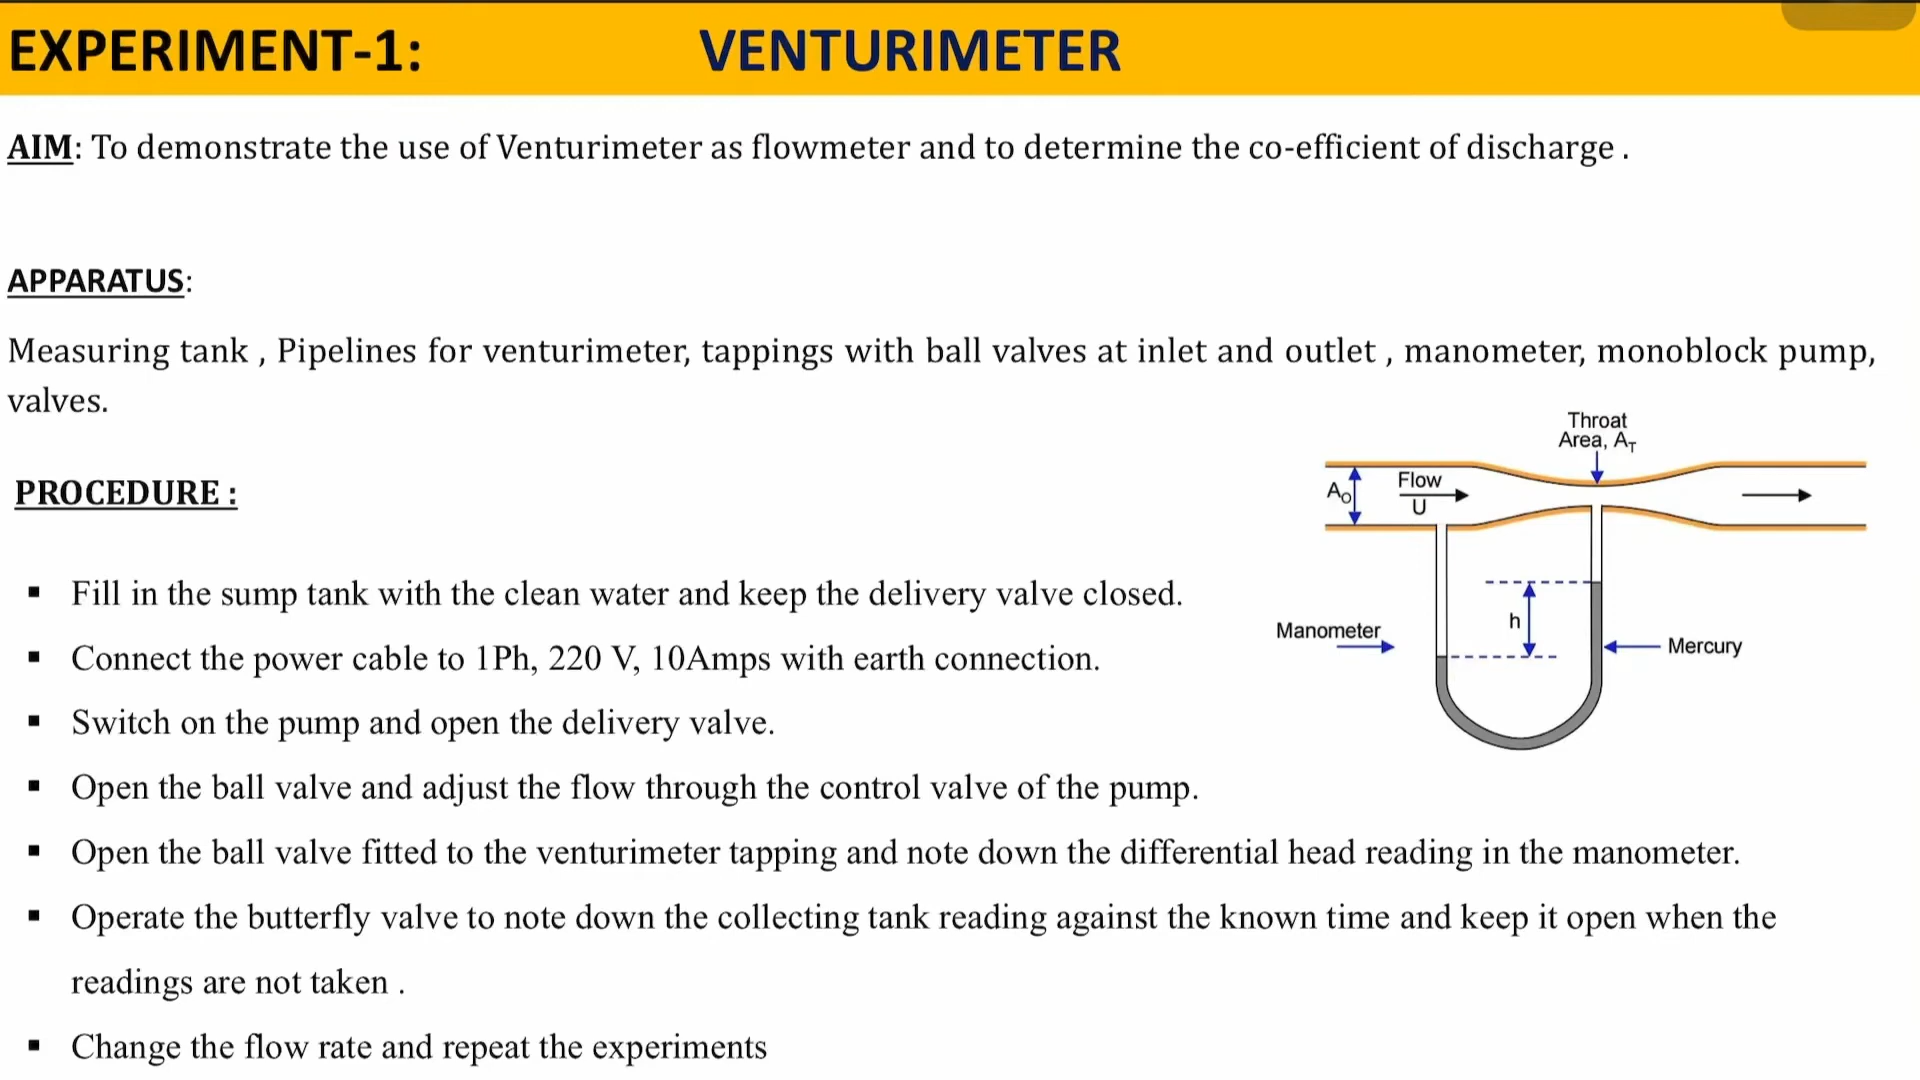 EXPERIMENT-1: VENTURIMETER
AIM: To demonstrate the use of Venturimeter as flowmeter and to determine the co-efficient of discharge .
APPARATUS:
Measuring tank , Pipelines for venturimeter, tappings with ball valves at inlet and outlet , manometer, monoblock pump,
valves.
Throat
Area, A_T
A_O
Flow
U
h
Manometer
Mercury
PROCEDURE :
▪ Fill in the sump tank with the clean water and keep the delivery valve closed.
▪ Connect the power cable to 1Ph, 220 V, 10Amps with earth connection.
▪ Switch on the pump and open the delivery valve.
▪ Open the ball valve and adjust the flow through the control valve of the pump.
▪ Open the ball valve fitted to the venturimeter tapping and note down the differential head reading in the manometer.
▪ Operate the butterfly valve to note down the collecting tank reading against the known time and keep it open when the
readings are not taken .
▪ Change the flow rate and repeat the experiments